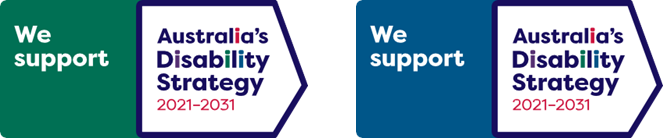 We
support
Australia's
Disability
Strategy
2021–2031
We
support
Australia's
Disability
Strategy
2021–2031